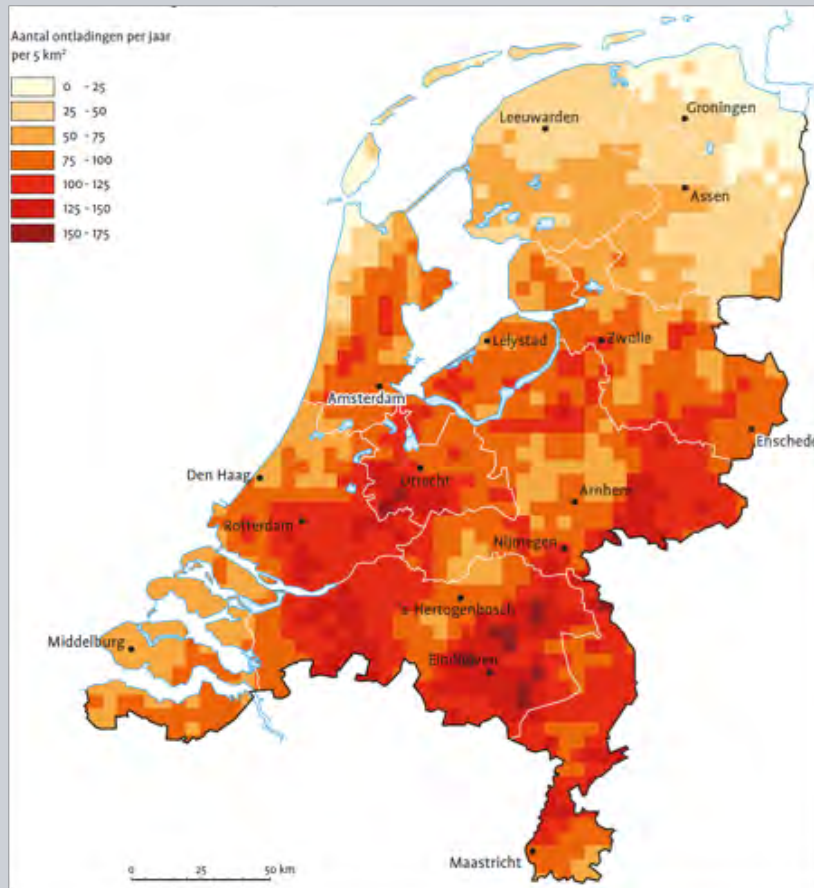 Aantal ontladingen per jaar
per 5 km²
0 - 25
25 - 50
50 - 75
75 - 100
100 - 125
125 - 150
150 - 175
Groningen
Leeuwarden
Assen
Lelystad
Zwolle
Amsterdam
Enschede
Den Haag
Utrecht
Arnhem
Rotterdam
Nijmegen
's-Hertogenbosch
Middelburg
Eindhoven
Maastricht
0 25 50 km